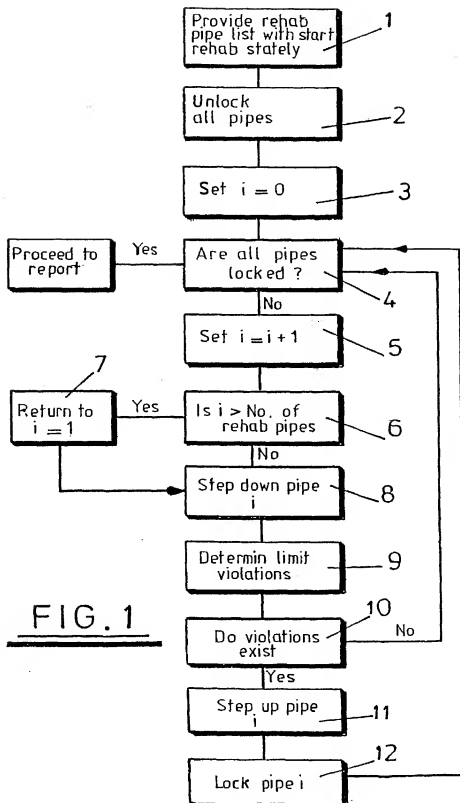 Provide rehab
pipe list with start
rehab stately
1
Unlock
all pipes
2
Set i = 0
3
Proceed to
report
Yes
Are all pipes
locked ?
4
No
Set i = i + 1
5
7
Return to
i = 1
Yes
Is i > No. of
rehab pipes
6
No
Step down pipe
i
8
Determin limit
violations
9
FIG. 1
Do violations
exist
10
No
Yes
Step up pipe
i
11
Lock pipe i
12